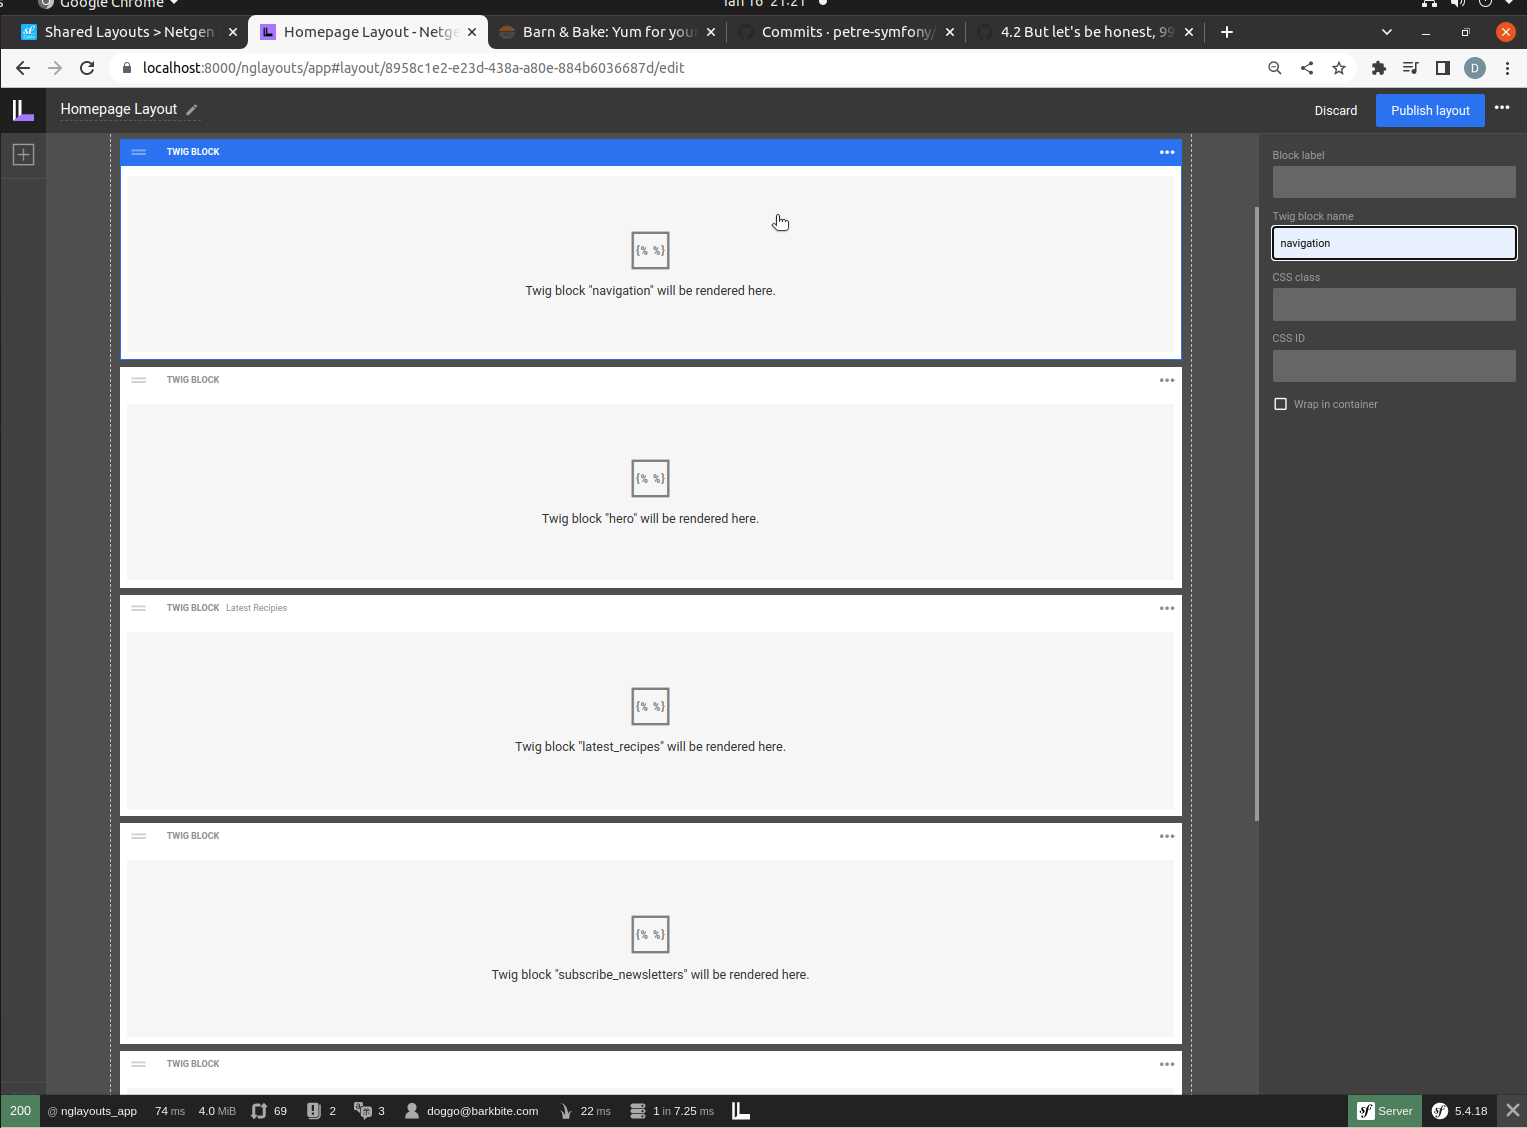 Google Chrome
Ian 16 21:21
Shared Layouts > Netgen
Homepage Layout - Netge
Barn & Bake: Yum for your
Commits · petre-symfony/
4.2 But let's be honest, 99
localhost:8000/nglayouts/app#layout/8958c1e2-e23d-438a-a80e-884b6036687d/edit
D
Homepage Layout
Discard
Publish layout
TWIG BLOCK
{% %}
Twig block "navigation" will be rendered here.
TWIG BLOCK
{% %}
Twig block "hero" will be rendered here.
TWIG BLOCK Latest Recipies
{% %}
Twig block "latest_recipes" will be rendered here.
TWIG BLOCK
{% %}
Twig block "subscribe_newsletters" will be rendered here.
TWIG BLOCK
Block label
Twig block name
navigation
CSS class
CSS ID
Wrap in container
200 @ nglayouts_app 74 ms 4.0 MiB 69 2 3 doggo@barkbite.com 22 ms 1 in 7.25 ms Server 5.4.18